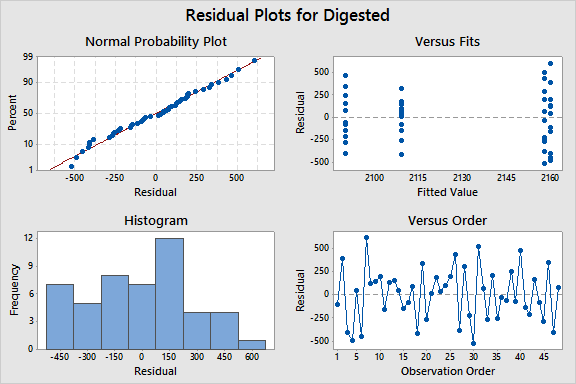 Residual Plots for Digested
Normal Probability Plot
99
90
50
10
1
Percent
-500 -250 0 250 500
Residual
Versus Fits
500
250
0
-250
-500
Residual
2100 2115 2130 2145 2160
Fitted Value
Histogram
12
9
6
3
0
Frequency
-450 -300 -150 0 150 300 450 600
Residual
Versus Order
500
250
0
-250
-500
Residual
1 5 10 15 20 25 30 35 40 45
Observation Order